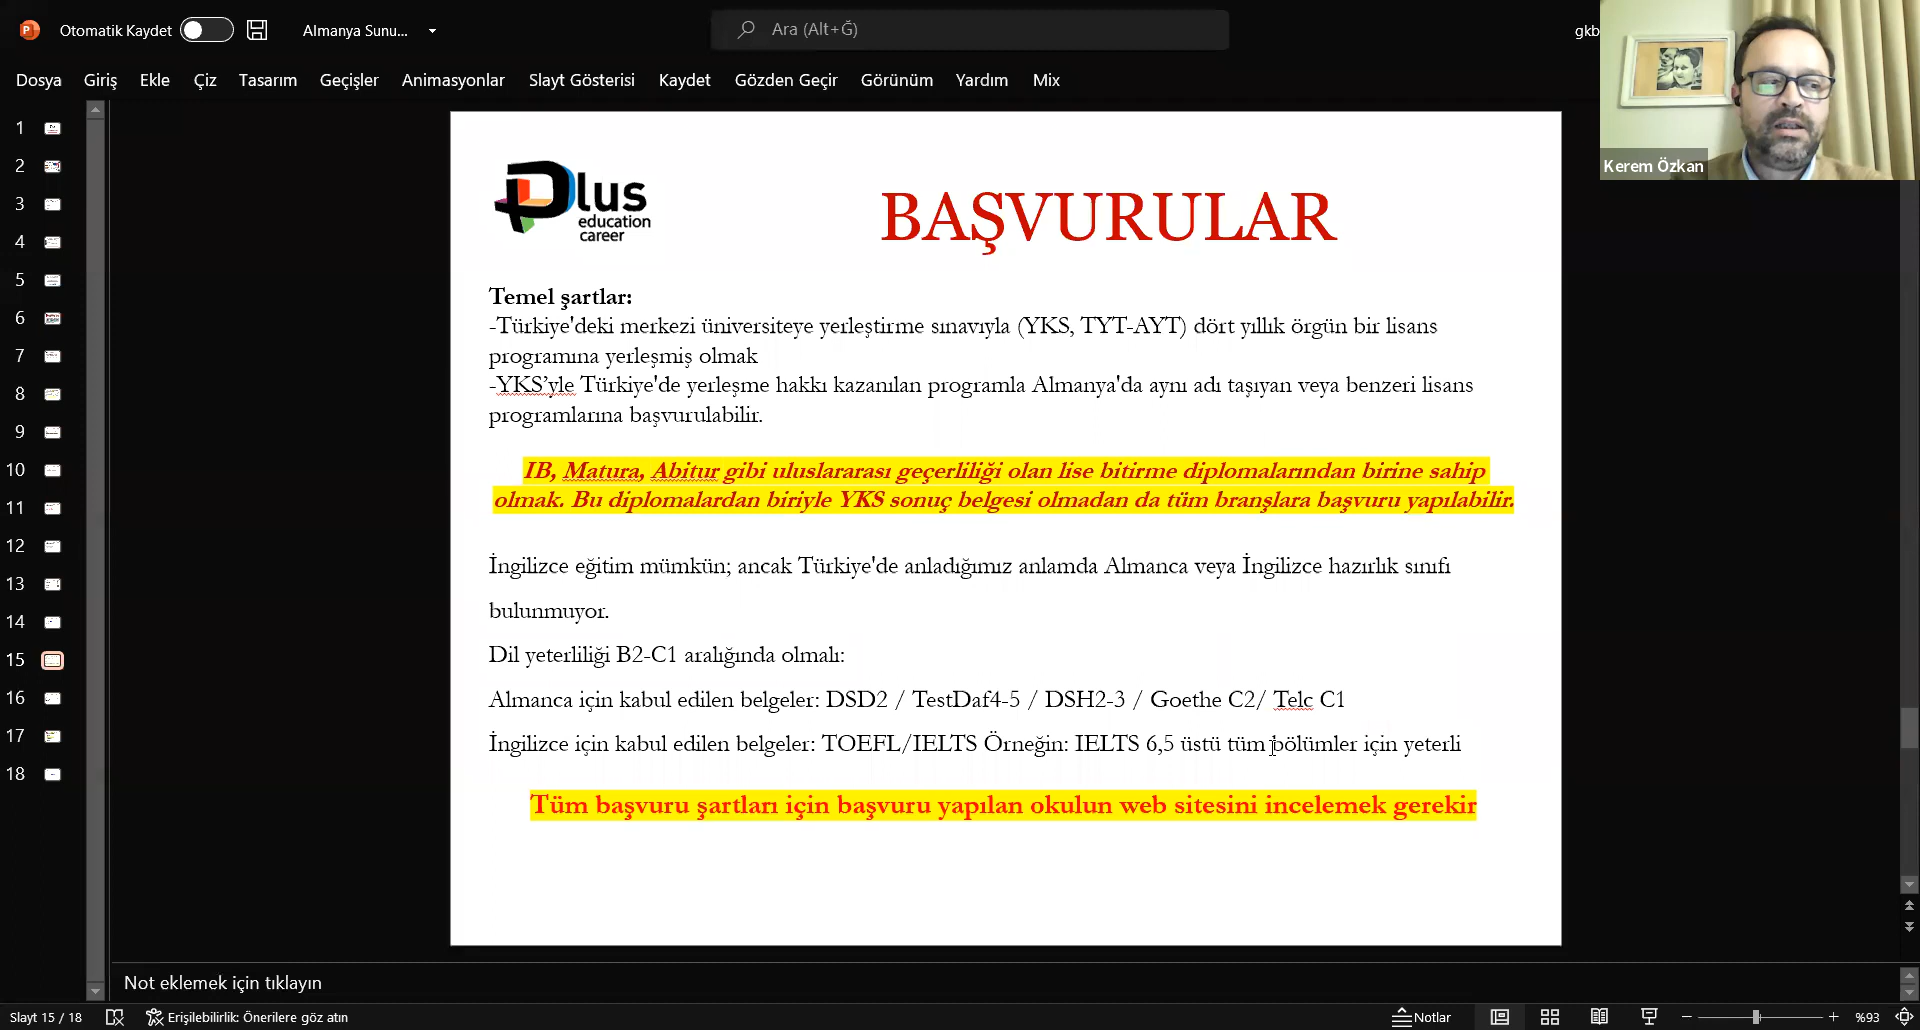 Otomatik Kaydet
Almanya Sunu...
Ara (Alt+Ğ)
gkb
Dosya Giriş Ekle Çiz Tasarım Geçişler Animasyonlar Slayt Gösterisi Kaydet Gözden Geçir Görünüm Yardım Mix
Kerem Özkan
1
2
3
4
5
6
7
8
9
10
11
12
13
14
15
16
17
18
Plus
education
career
BAŞVURULAR
Temel şartlar:
-Türkiye'deki merkezi üniversiteye yerleştirme sınavıyla (YKS, TYT-AYT) dört yıllık örgün bir lisans
programına yerleşmiş olmak
-YKS’yle Türkiye'de yerleşme hakkı kazanılan programla Almanya'da aynı adı taşıyan veya benzeri lisans
programlarına başvurulabilir.
IB, Matura, Abitur gibi uluslararası geçerliliği olan lise bitirme diplomalarından birine sahip
olmak. Bu diplomalardan biriyle YKS sonuç belgesi olmadan da tüm branşlara başvuru yapılabilir.
İngilizce eğitim mümkün; ancak Türkiye'de anladığımız anlamda Almanca veya İngilizce hazırlık sınıfı
bulunmuyor.
Dil yeterliliği B2-C1 aralığında olmalı:
Almanca için kabul edilen belgeler: DSD2 / TestDaf4-5 / DSH2-3 / Goethe C2/ Telc C1
İngilizce için kabul edilen belgeler: TOEFL/IELTS Örneğin: IELTS 6,5 üstü tüm bölümler için yeterli
Tüm başvuru şartları için başvuru yapılan okulun web sitesini incelemek gerekir
Not eklemek için tıklayın
Slayt 15 / 18 Erişilebilirlik: Önerilere göz atın Notlar %93